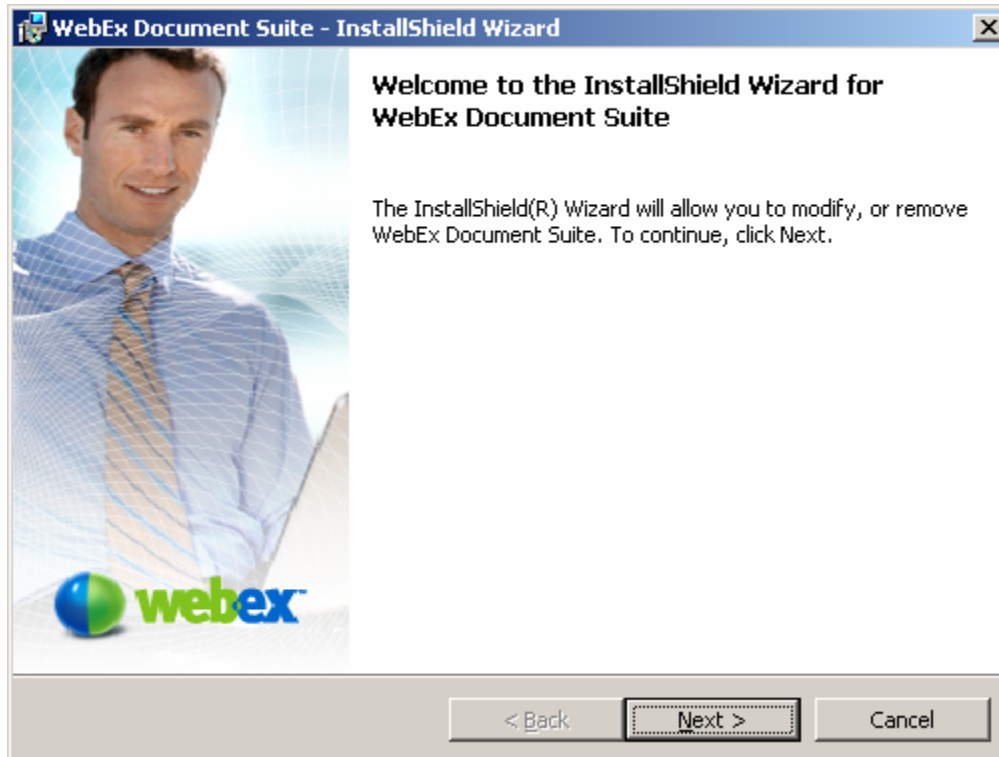 WebEx Document Suite - InstallShield Wizard
Welcome to the InstallShield Wizard for
WebEx Document Suite
The InstallShield(R) Wizard will allow you to modify, or remove
WebEx Document Suite. To continue, click Next.
webex™
< Back
Next >
Cancel